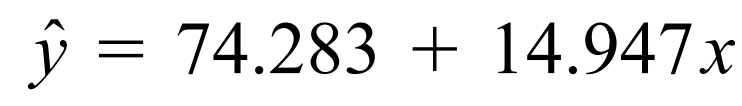 ŷ = 74.283 + 14.947x